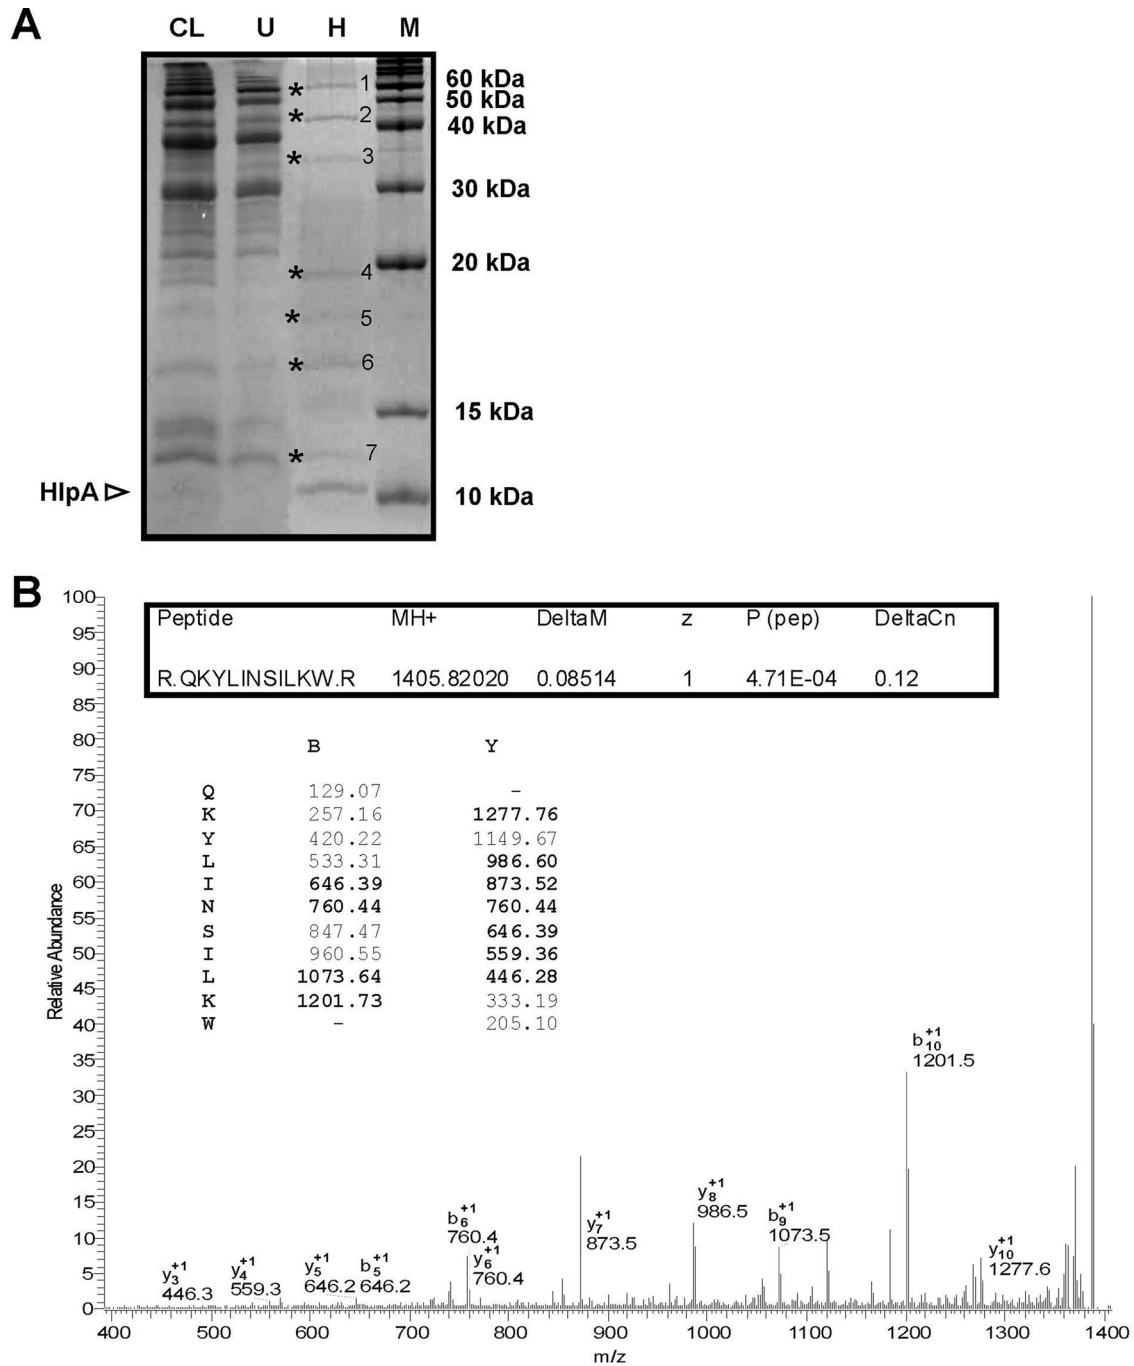 A
CL U H M
* 1 60 kDa
50 kDa
* 2 40 kDa
* 3
30 kDa
20 kDa
* 4
* 5
* 6
15 kDa
* 7
HlpA
10 kDa
B
Peptide MH+ DeltaM z P (pep) DeltaCn
R.QKYLINSILKW.R 1405.82020 0.08514 1 4.71E-04 0.12
B Y
Q 129.07 -
K 257.16 1277.76
Y 420.22 1149.67
L 533.31 986.60
I 646.39 873.52
N 760.44 760.44
S 847.47 646.39
I 960.55 559.36
L 1073.64 446.28
K 1201.73 333.19
W - 205.10
Relative Abundance
100
95
90
85
80
75
70
65
60
55
50
45
40
35
30
25
20
15
10
5
0
y3+1
446.3
y4+1
559.3
y5+1
646.2
b5+1
646.2
b6+1
760.4
y6+1
760.4
y7+1
873.5
y8+1
986.5
b9+1
1073.5
b10+1
1201.5
y10+1
1277.6
400 500 600 700 800 900 1000 1100 1200 1300 1400
m/z